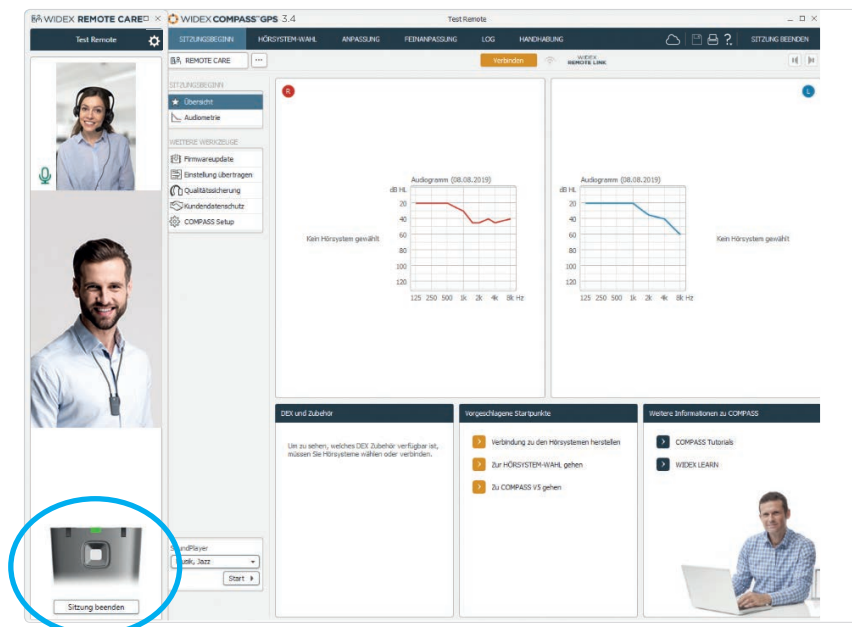 WIDEX REMOTE CARE
Test Remote
Sitzung beenden
WIDEX COMPASS GPS 3.4
Test Remote
SITZUNGSBEGINN
HÖRSYSTEM-WAHL
ANPASSUNG
FEINANPASSUNG
LOG
HANDHABUNG
SITZUNG BEENDEN
REMOTE CARE
...
Verbinden
WIDEX
REMOTE LINK
SITZUNGSBEGINN
Übersicht
Audiometrie
WEITERE WERKZEUGE
Firmwareupdate
Einstellung übertragen
Qualitätssicherung
Kundendatenschutz
COMPASS Setup
SoundPlayer
Musik, Jazz
Start
R
Kein Hörsystem gewählt
Audiogramm (08.08.2019)
dB HL
20
40
60
80
100
120
125 250 500 1k 2k 4k 8k Hz
L
Audiogramm (08.08.2019)
dB HL
20
40
60
80
100
120
125 250 500 1k 2k 4k 8k Hz
Kein Hörsystem gewählt
DEX und Zubehör
Um zu sehen, welches DEX Zubehör verfügbar ist,
müssen Sie Hörsysteme wählen oder verbinden.
Vorgeschlagene Startpunkte
Verbindung zu den Hörsystemen herstellen
Zur HÖRSYSTEM-WAHL gehen
Zu COMPASS V5 gehen
Weitere Informationen zu COMPASS
COMPASS Tutorials
WIDEX LEARN